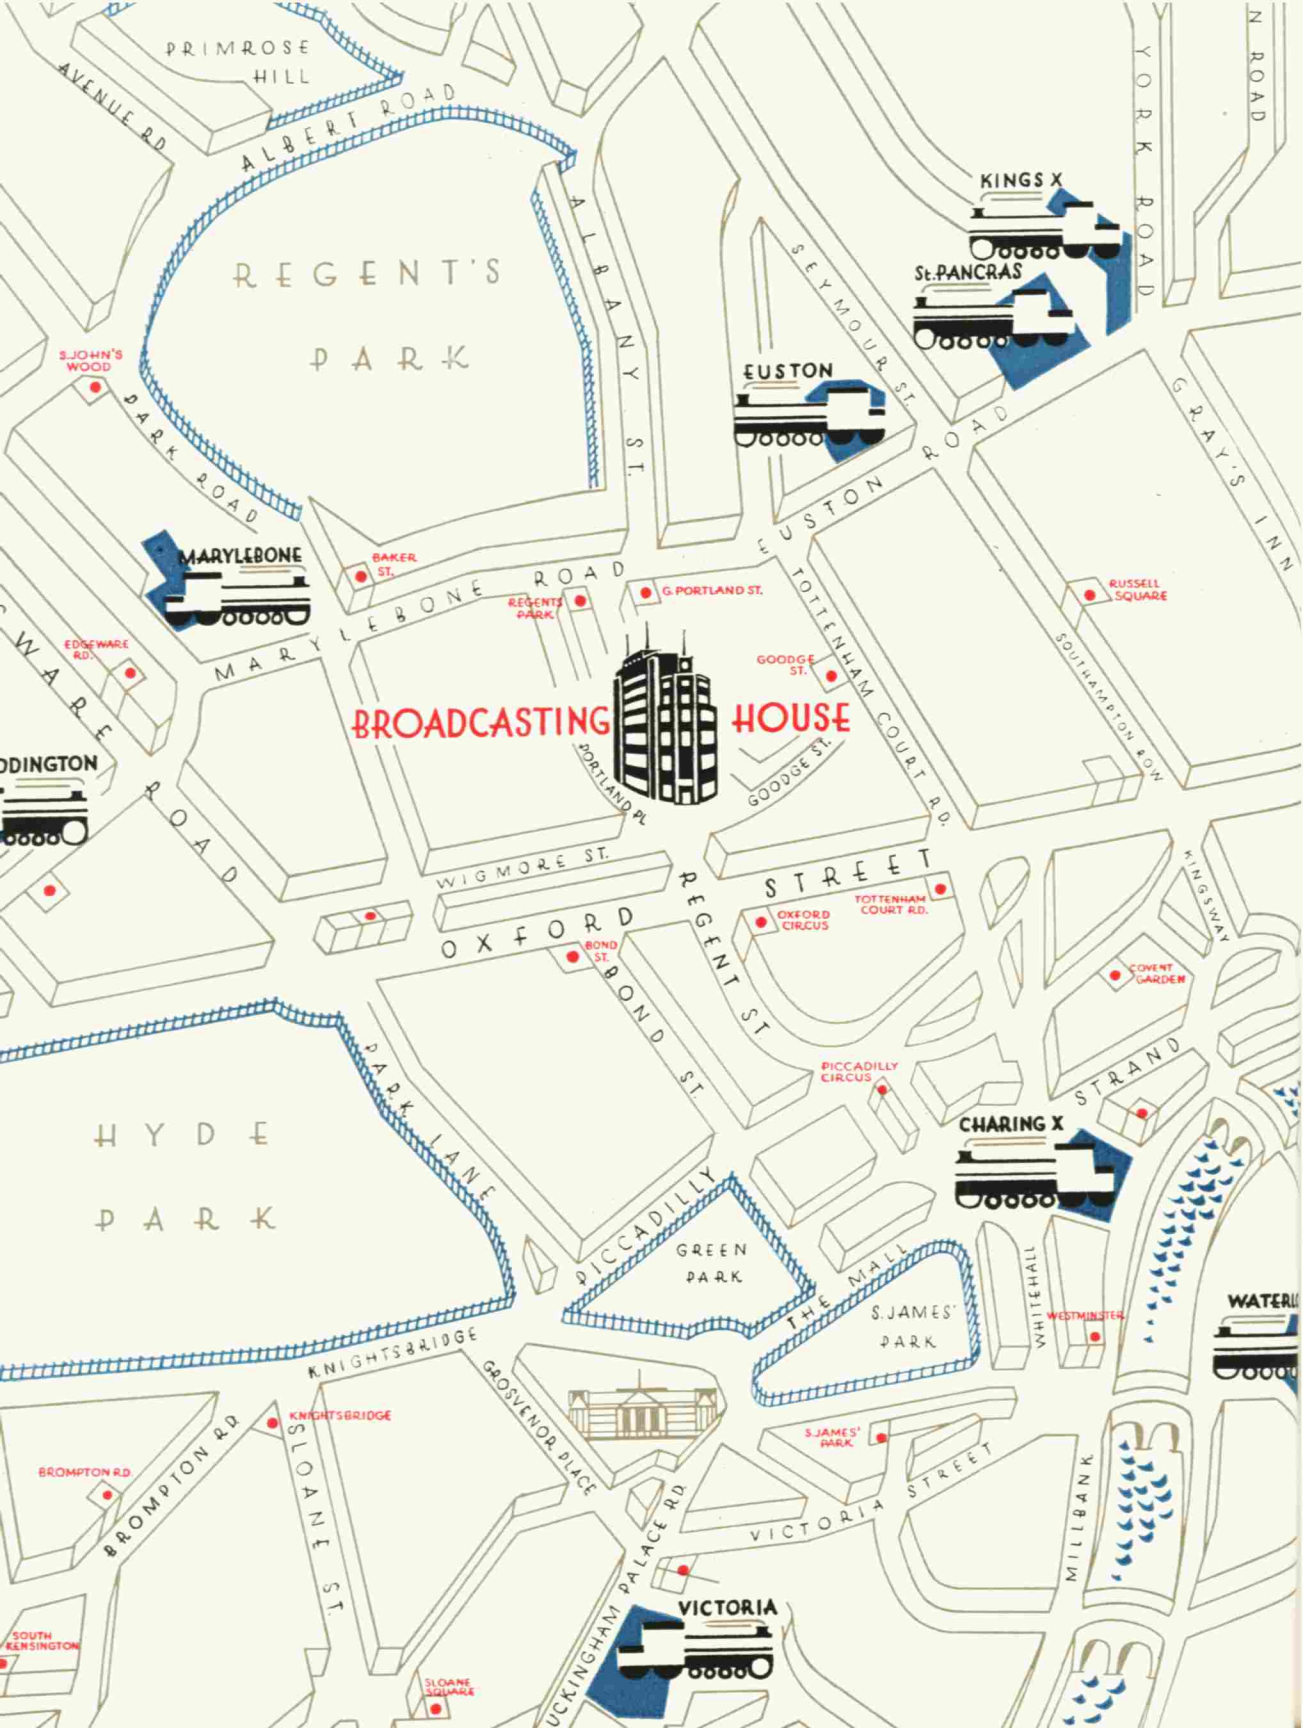 PRIMROSE
HILL
AVENUE RD
ALBERT ROAD
YORK ROAD
N ROAD
KINGS X
St. PANCRAS
REGENT'S
PARK
ALBANY ST.
SEYMOUR ST.
EUSTON
S. JOHN'S
WOOD
PARK ROAD
EUSTON ROAD
GRAY'S INN
MARYLEBONE
BAKER
ST.
MARYLEBONE ROAD
REGENTS
PARK
G. PORTLAND ST.
RUSSELL
SQUARE
EDGEWARE
RD.
WARE ROAD
GOODGE
ST.
TOTTENHAM COURT RD.
SOUTHAMPTON ROW
BROADCASTING HOUSE
PORTLAND PL
GOODGE ST.
DDINGTON
WIGMORE ST.
OXFORD STREET
REGENT ST.
TOTTENHAM
COURT RD.
OXFORD
CIRCUS
KINGSWAY
BOND
ST.
BOND ST.
COVENT
GARDEN
PARK LANE
PICCADILLY
CIRCUS
STRAND
HYDE
PARK
CHARING X
PICCADILLY
GREEN
PARK
THE MALL
S. JAMES'
PARK
WHITEHALL
WESTMINSTER
WATERL
KNIGHTSBRIDGE
GROSVENOR PLACE
KNIGHTSBRIDGE
SLOANE ST.
BROMPTON RD.
BROMPTON RD
S. JAMES'
PARK
VICTORIA STREET
MILLBANK
UCKINGHAM PALACE RD.
VICTORIA
SOUTH
KENSINGTON
SLOANE
SQUARE